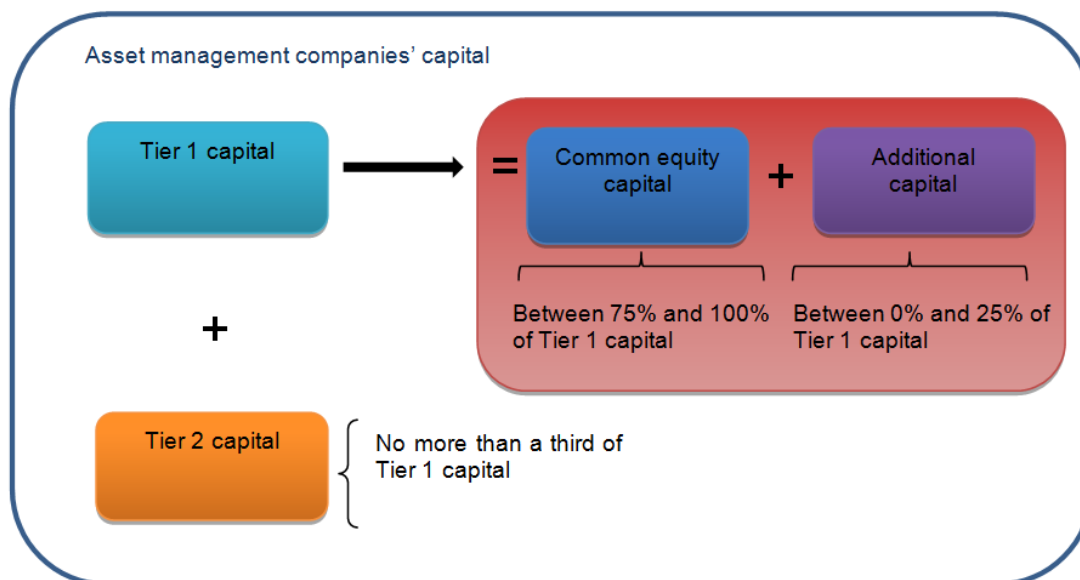 Asset management companies’ capital
Tier 1 capital
=
Common equity
capital
+
Additional
capital
Between 75% and 100%
of Tier 1 capital
Between 0% and 25% of
Tier 1 capital
+
Tier 2 capital
No more than a third of
Tier 1 capital